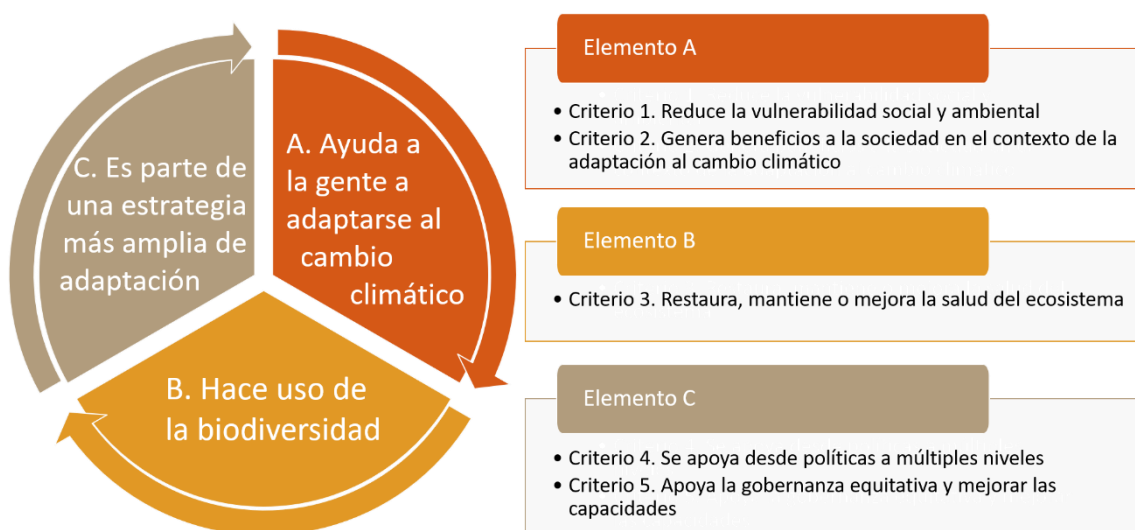 C. Es parte de
una estrategia
más amplia de
adaptación
A. Ayuda a
la gente a
adaptarse al
cambio
climático
B. Hace uso de
la biodiversidad
Elemento A
• Criterio 1. Reduce la vulnerabilidad social y ambiental
• Criterio 2. Genera beneficios a la sociedad en el contexto de la
adaptación al cambio climático
Elemento B
• Criterio 3. Restaura, mantiene o mejora la salud del ecosistema
Elemento C
• Criterio 4. Se apoya desde políticas a múltiples niveles
• Criterio 5. Apoya la gobernanza equitativa y mejorar las
capacidades